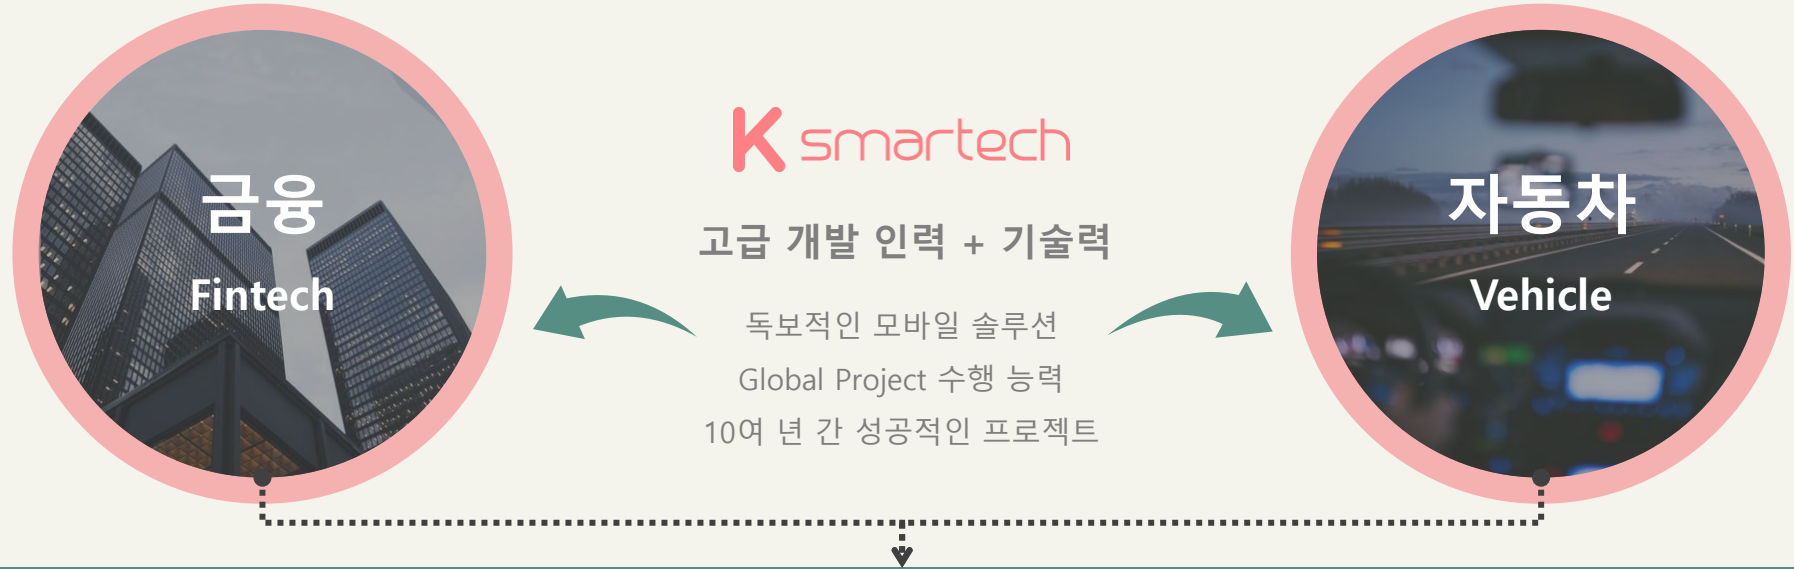 금융
Fintech
K smartech
고급 개발 인력 + 기술력
독보적인 모바일 솔루션
Global Project 수행 능력
10여 년 간 성공적인 프로젝트
자동차
Vehicle